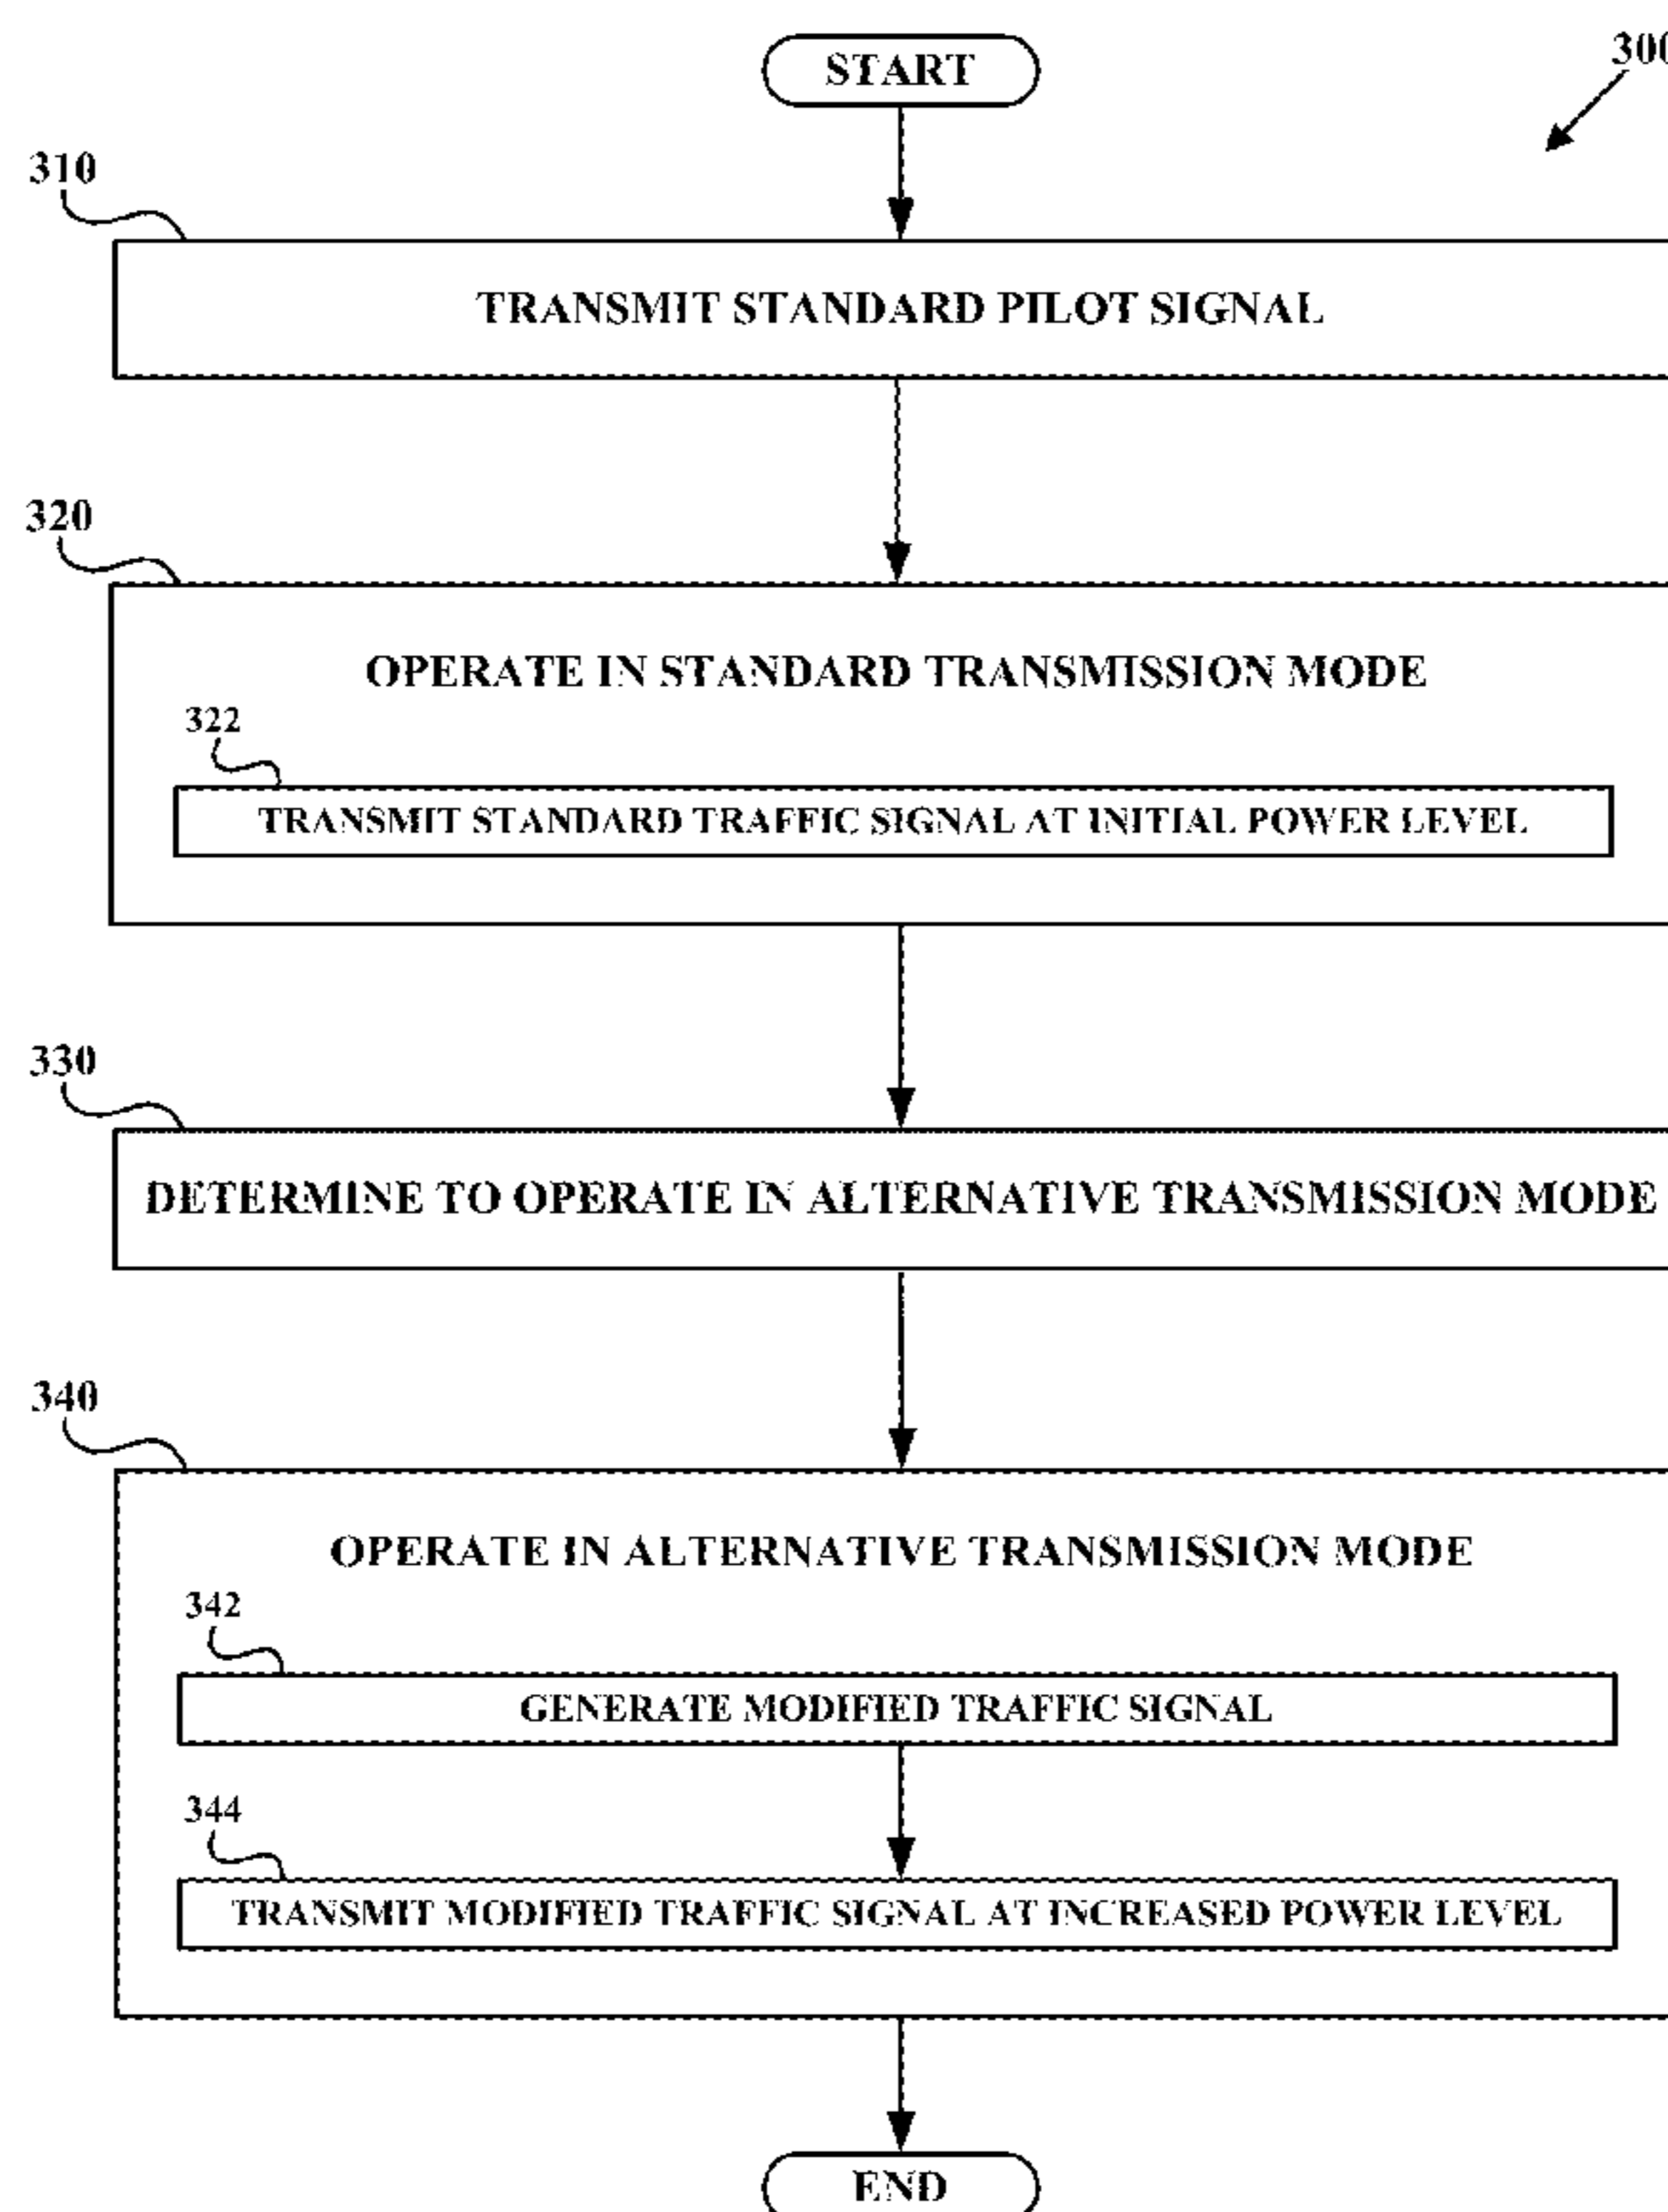 START
300
310
TRANSMIT STANDARD PILOT SIGNAL
320
OPERATE IN STANDARD TRANSMISSION MODE
322
TRANSMIT STANDARD TRAFFIC SIGNAL AT INITIAL POWER LEVEL
330
DETERMINE TO OPERATE IN ALTERNATIVE TRANSMISSION MODE
340
OPERATE IN ALTERNATIVE TRANSMISSION MODE
342
GENERATE MODIFIED TRAFFIC SIGNAL
344
TRANSMIT MODIFIED TRAFFIC SIGNAL AT INCREASED POWER LEVEL
END